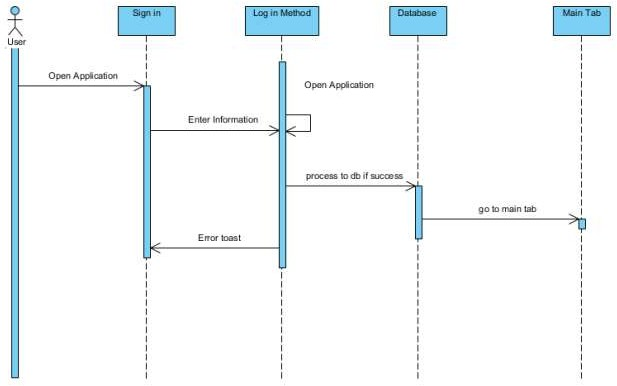 Sign in
Log in Method
Database
Main Tab
User
Open Application
Open Application
Enter Information
process to db if success
go to main tab
Error toast